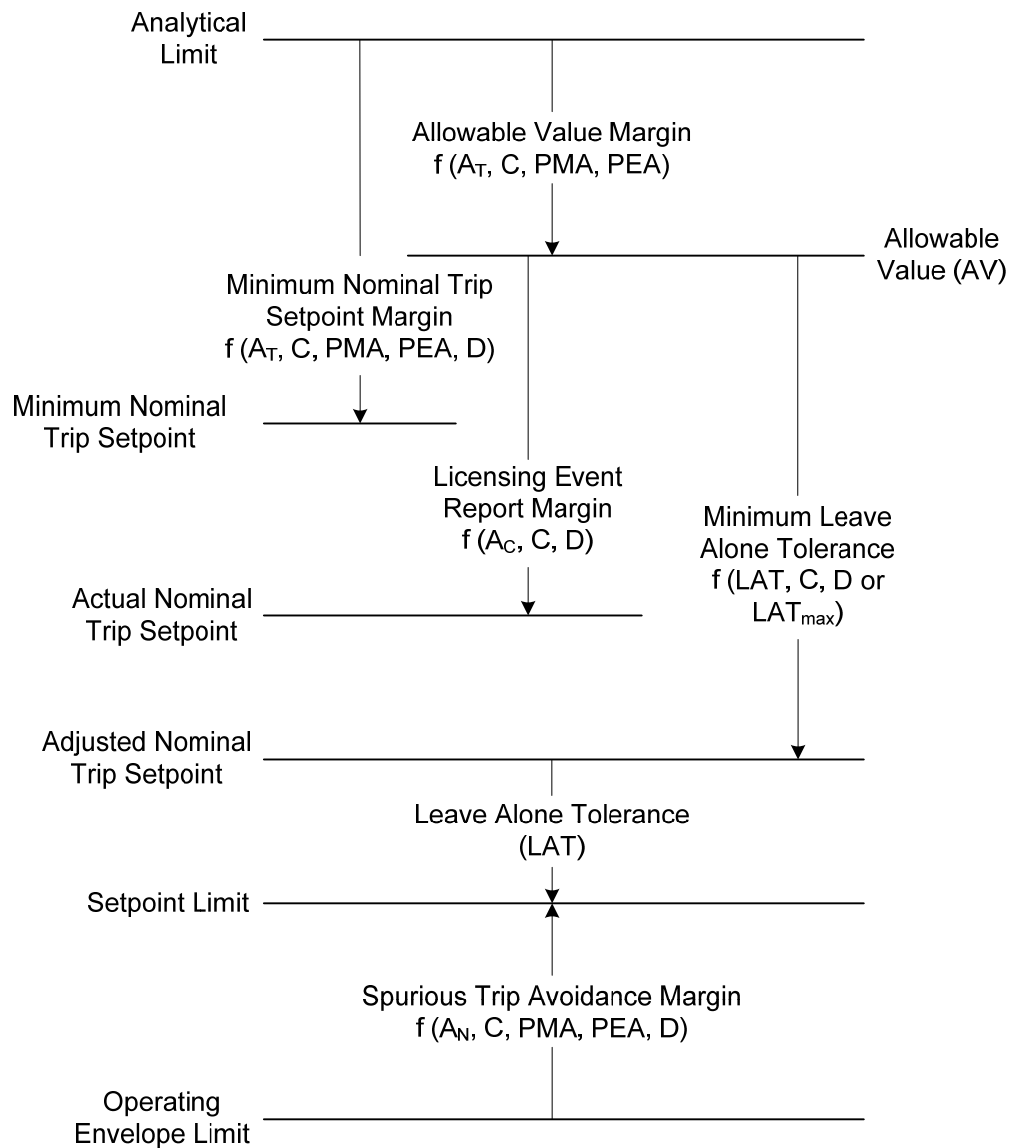 Analytical
Limit
Allowable Value Margin
f (A_T, C, PMA, PEA)
Allowable
Value (AV)
Minimum Nominal Trip
Setpoint Margin
f (A_T, C, PMA, PEA, D)
Minimum Nominal
Trip Setpoint
Licensing Event
Report Margin
f (A_C, C, D)
Minimum Leave
Alone Tolerance
f (LAT, C, D or
LAT_max)
Actual Nominal
Trip Setpoint
Adjusted Nominal
Trip Setpoint
Leave Alone Tolerance
(LAT)
Setpoint Limit
Spurious Trip Avoidance Margin
f (A_N, C, PMA, PEA, D)
Operating
Envelope Limit